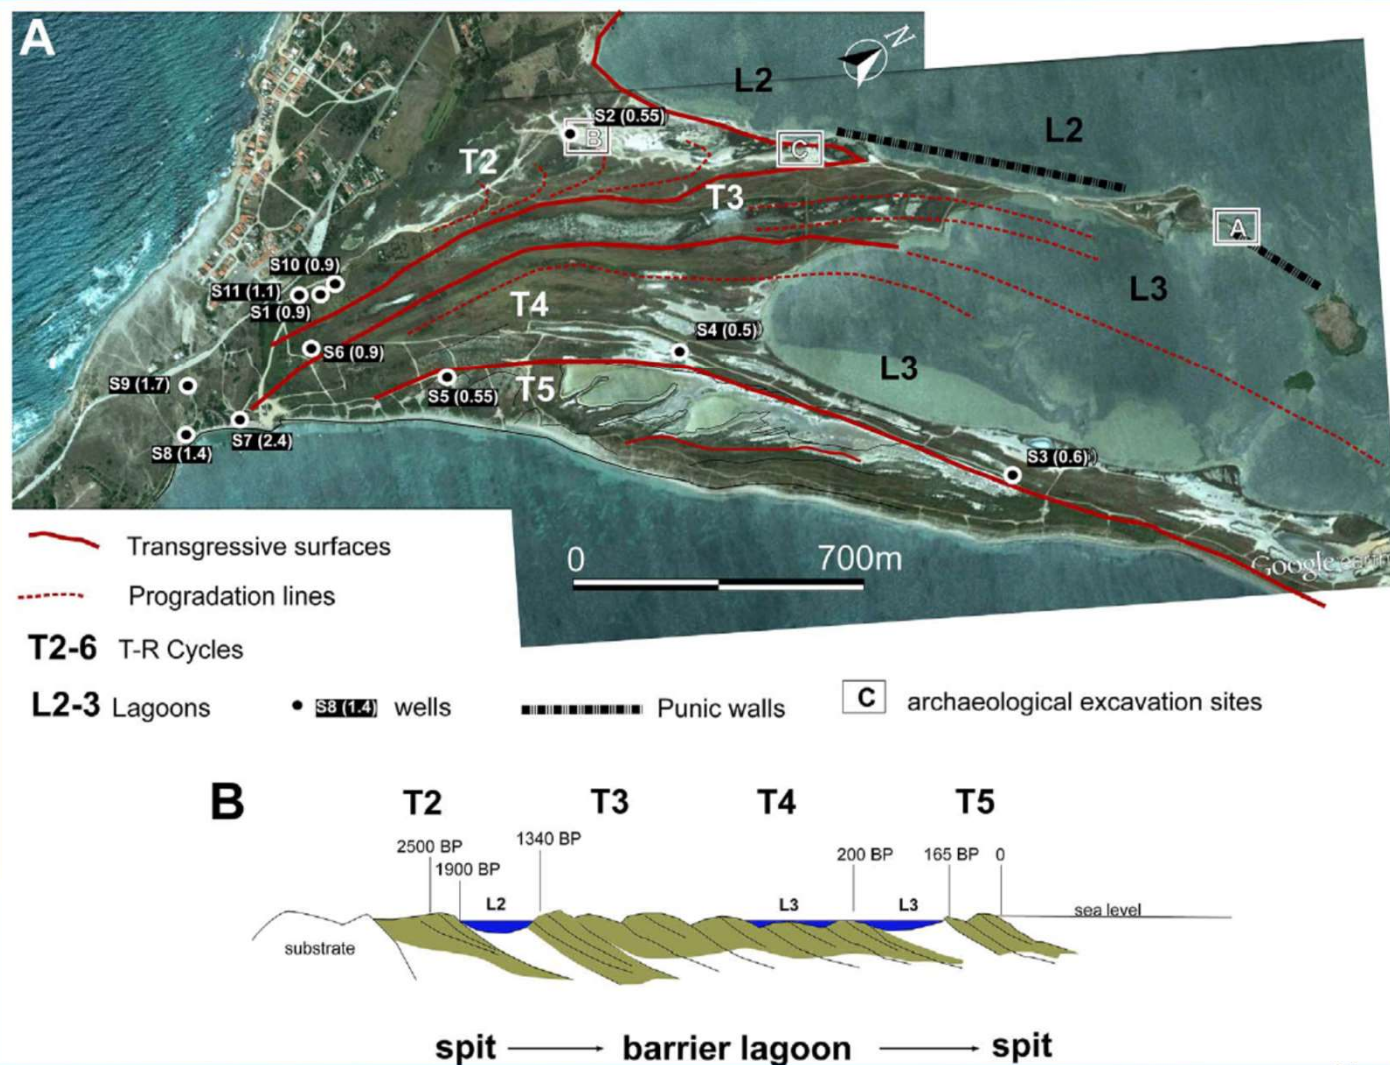 A
N
L2
L2
S2 (0.55)
B
C
T2
T3
A
S10 (0.9)
S11 (1.1)
S1 (0.9)
L3
T4
S4 (0.5)
S6 (0.9)
L3
S9 (1.7)
T5
S5 (0.55)
S7 (2.4)
S8 (1.4)
S3 (0.6)
0 700m
Google earth
Transgressive surfaces
Progradation lines
T2-6 T-R Cycles
L2-3 Lagoons S8 (1.4) wells Punic walls C archaeological excavation sites
B
T2 T3 T4 T5
2500 BP 1340 BP
1900 BP 200 BP 165 BP 0
L2 L3 L3 sea level
substrate
spit barrier lagoon spit